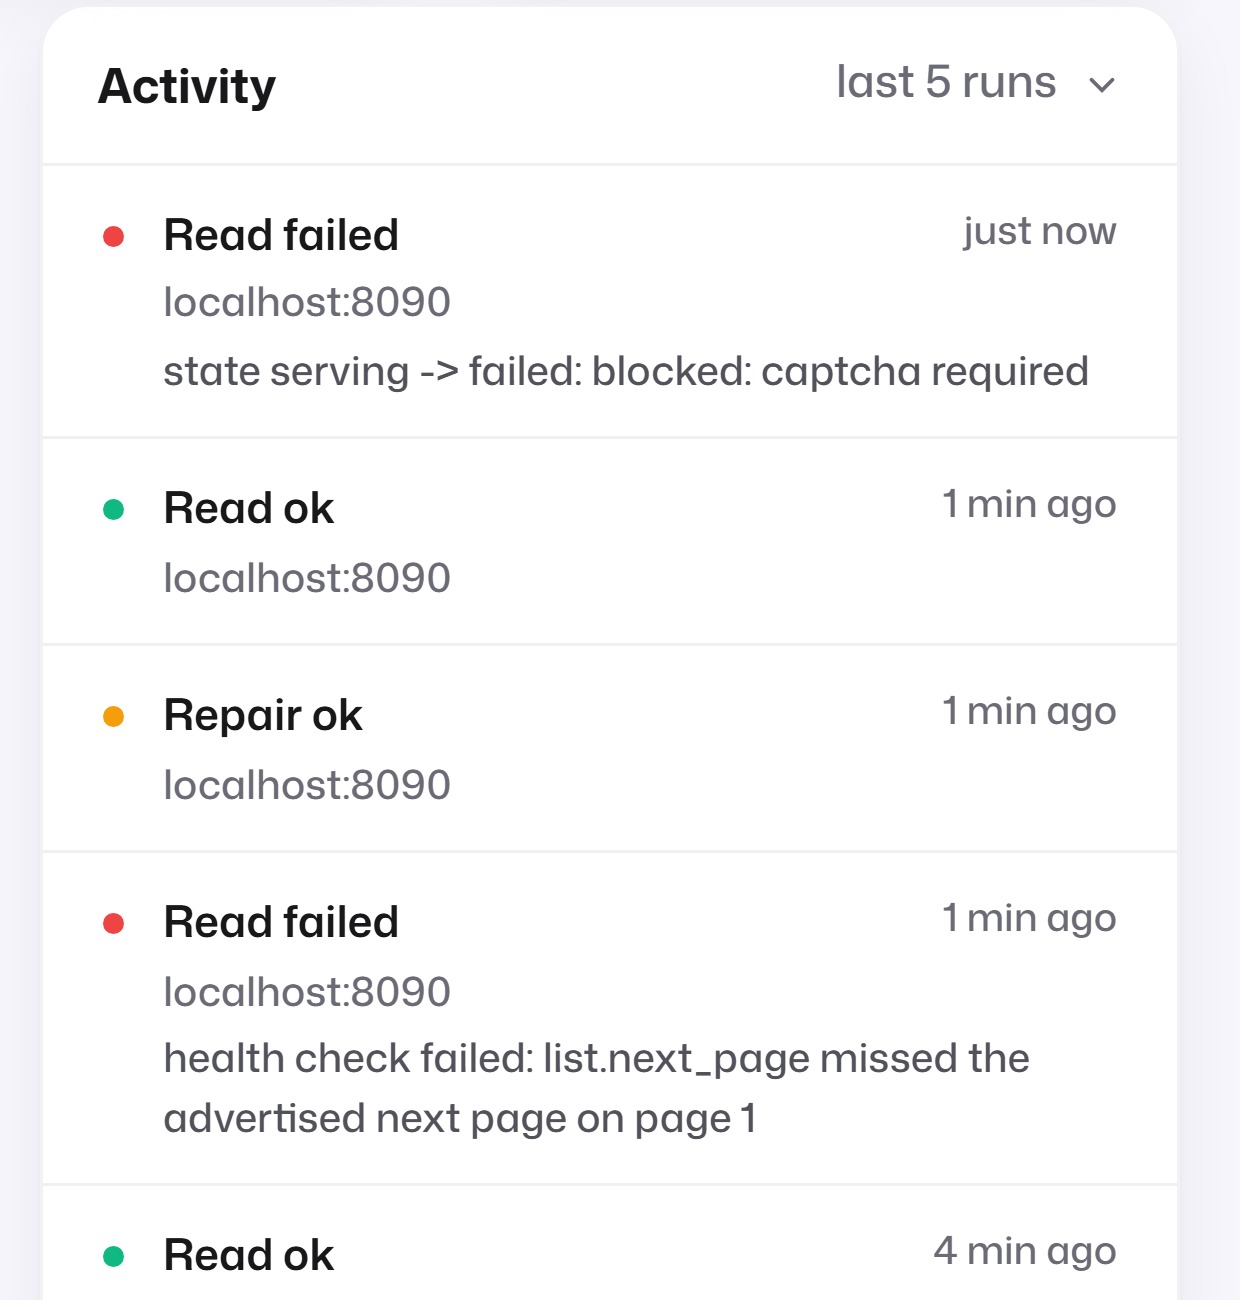 Activity
last 5 runs
Read failed
just now
localhost:8090
state serving -> failed: blocked: captcha required
Read ok
1 min ago
localhost:8090
Repair ok
1 min ago
localhost:8090
Read failed
1 min ago
localhost:8090
health check failed: list.next_page missed the
advertised next page on page 1
Read ok
4 min ago